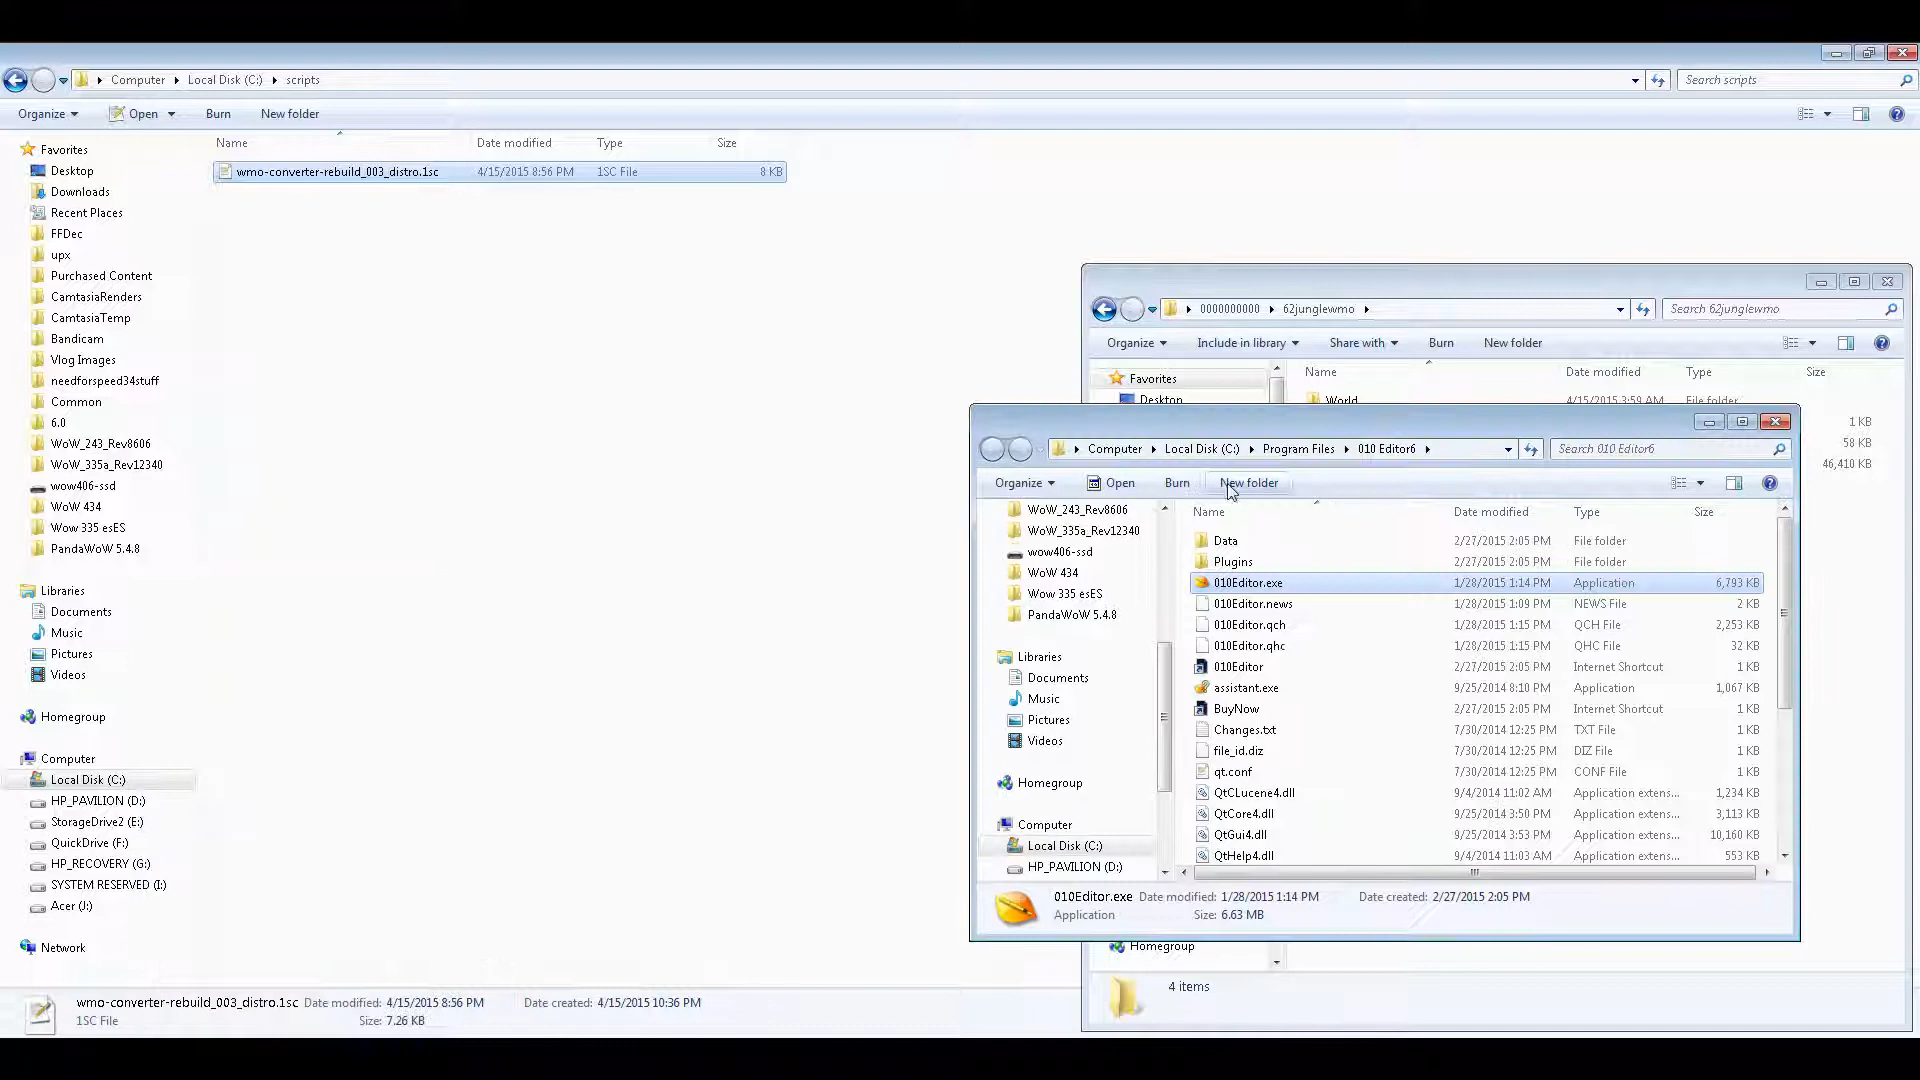 Computer Local Disk (C:) scripts
Search scripts
Organize Open Burn New folder
Name Date modified Type Size
wmo-converter-rebuild_003_distro.1sc 4/15/2015 8:56 PM 1SC File 8 KB
Favorites
Desktop
Downloads
Recent Places
FFDec
upx
Purchased Content
CamtasiaRenders
CamtasiaTemp
Bandicam
Vlog Images
needforspeed34stuff
Common
6.0
WoW_243_Rev8606
WoW_335a_Rev12340
wow406-ssd
WoW 434
Wow 335 esES
PandaWoW 5.4.8
Libraries
Documents
Music
Pictures
Videos
Homegroup
Computer
Local Disk (C:)
HP_PAVILION (D:)
StorageDrive2 (E:)
QuickDrive (F:)
HP_RECOVERY (G:)
SYSTEM RESERVED (I:)
Acer (J:)
Network
wmo-converter-rebuild_003_distro.1sc Date modified: 4/15/2015 8:56 PM Date created: 4/15/2015 10:36 PM
1SC File Size: 7.26 KB
0000000000 62junglewmo
Search 62junglewmo
Organize Include in library Share with Burn New folder
Name Date modified Type Size
Favorites
Desktop
World 4/15/2015 3:59 AM File folder
1 KB
58 KB
46,410 KB
Computer Local Disk (C:) Program Files 010 Editor6
Search 010 Editor6
Organize Open Burn New folder
WoW_243_Rev8606
WoW_335a_Rev12340
wow406-ssd
WoW 434
Wow 335 esES
PandaWoW 5.4.8
Libraries
Documents
Music
Pictures
Videos
Homegroup
Computer
Local Disk (C:)
HP_PAVILION (D:)
Name Date modified Type Size
Data 2/27/2015 2:05 PM File folder
Plugins 2/27/2015 2:05 PM File folder
010Editor.exe 1/28/2015 1:14 PM Application 6,793 KB
010Editor.news 1/28/2015 1:09 PM NEWS File 2 KB
010Editor.qch 1/28/2015 1:15 PM QCH File 2,253 KB
010Editor.qhc 1/28/2015 1:15 PM QHC File 32 KB
010Editor 2/27/2015 2:05 PM Internet Shortcut 1 KB
assistant.exe 9/25/2014 8:10 PM Application 1,067 KB
BuyNow 2/27/2015 2:05 PM Internet Shortcut 1 KB
Changes.txt 7/30/2014 12:25 PM TXT File 1 KB
file_id.diz 7/30/2014 12:25 PM DIZ File 1 KB
qt.conf 7/30/2014 12:25 PM CONF File 1 KB
QtCLucene4.dll 9/4/2014 11:02 AM Application extens... 1,234 KB
QtCore4.dll 9/25/2014 3:50 PM Application extens... 3,113 KB
QtGui4.dll 9/25/2014 3:53 PM Application extens... 10,160 KB
QtHelp4.dll 9/4/2014 11:03 AM Application extens... 553 KB
010Editor.exe Date modified: 1/28/2015 1:14 PM Date created: 2/27/2015 2:05 PM
Application Size: 6.63 MB
Homegroup
4 items